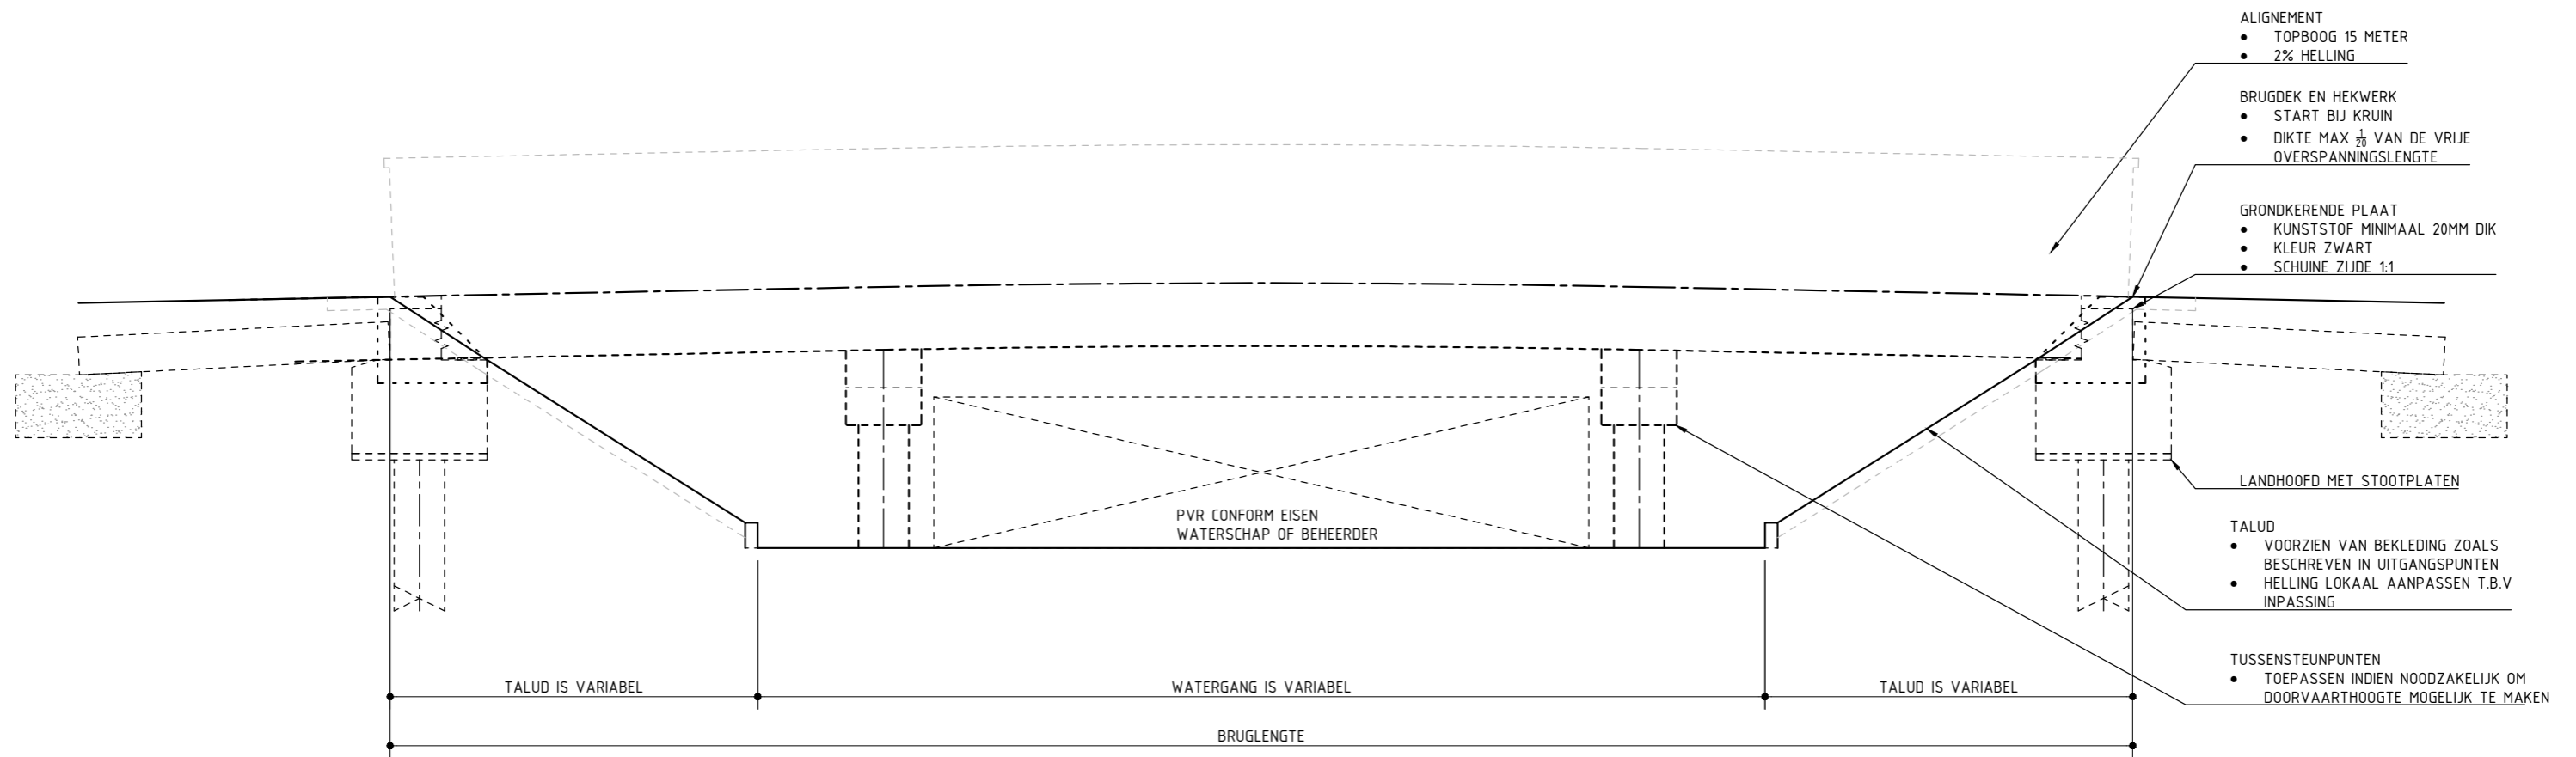 ALIGNEMENT
• TOPBOOG 15 METER
• 2% HELLING
BRUGDEK EN HEKWERK
• START BIJ KRUIN
• DIKTE MAX 1/20 VAN DE VRIJE
OVERSPANNINGSLENGTE
GRONDKERENDE PLAAT
• KUNSTSTOF MINIMAAL 20MM DIK
• KLEUR ZWART
• SCHUINE ZIJDE 1:1
LANDHOOFD MET STOOTPLATEN
PVR CONFORM EISEN
WATERSCHAP OF BEHEERDER
TALUD
• VOORZIEN VAN BEKLEDING ZOALS
BESCHREVEN IN UITGANGSPUNTEN
• HELLING LOKAAL AANPASSEN T.B.V
INPASSING
TUSSENSTEUNPUNTEN
• TOEPASSEN INDIEN NOODZAKELIJK OM
DOORVAARTHOOGTE MOGELIJK TE MAKEN
TALUD IS VARIABEL
WATERGANG IS VARIABEL
TALUD IS VARIABEL
BRUGLENGTE